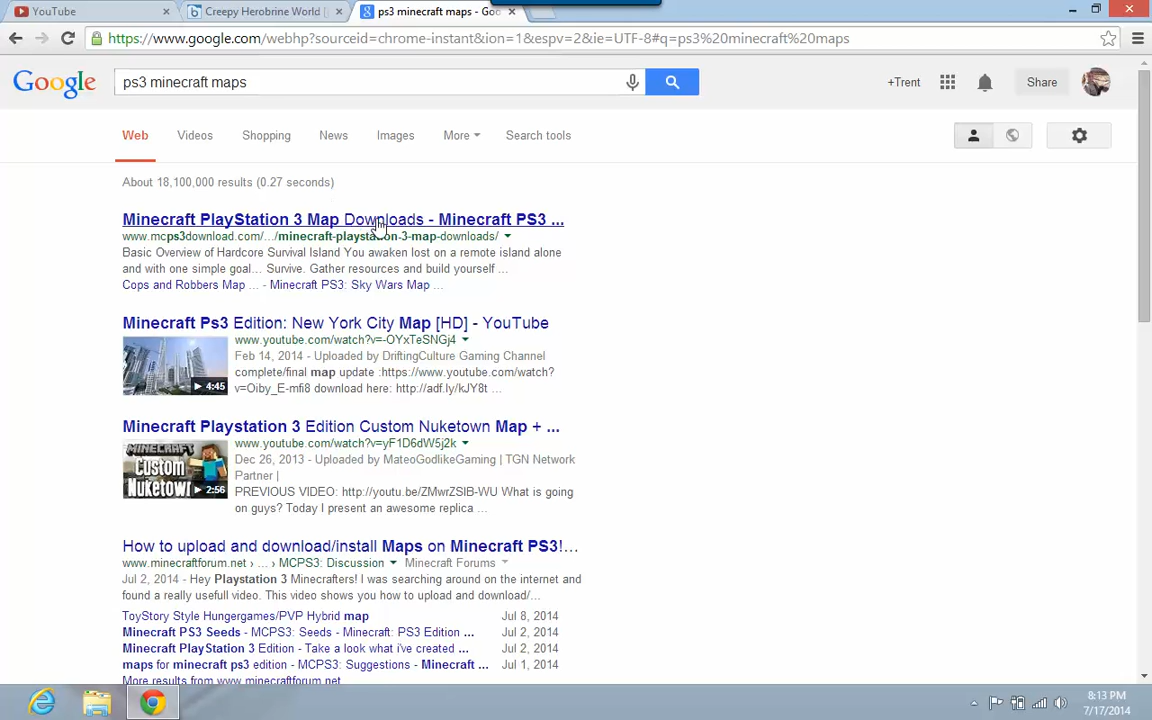 YouTube
Creepy Herobrine World [
ps3 minecraft maps - Goo
https://www.google.com/webhp?sourceid=chrome-instant&ion=1&espv=2&ie=UTF-8#q=ps3%20minecraft%20maps
Google
ps3 minecraft maps
+Trent
Share
Web Videos Shopping News Images More Search tools
About 18,100,000 results (0.27 seconds)
Minecraft PlayStation 3 Map Downloads - Minecraft PS3 ...
www.mcps3download.com/.../minecraft-playstation-3-map-downloads/
Basic Overview of Hardcore Survival Island You awaken lost on a remote island alone
and with one simple goal... Survive. Gather resources and build yourself ...
Cops and Robbers Map ... - Minecraft PS3: Sky Wars Map ...
Minecraft Ps3 Edition: New York City Map [HD] - YouTube
www.youtube.com/watch?v=-OYxTeSNGj4
Feb 14, 2014 - Uploaded by DriftingCulture Gaming Channel
complete/final map update :https://www.youtube.com/watch?
v=Oiby_E-mfi8 download here: http://adf.ly/kJY8t ...
4:45
Minecraft Playstation 3 Edition Custom Nuketown Map + ...
www.youtube.com/watch?v=yF1D6dW5j2k
Dec 26, 2013 - Uploaded by MateoGodlikeGaming | TGN Network
Partner |
PREVIOUS VIDEO: http://youtu.be/ZMwrZSIB-WU What is going
on guys? Today I present an awesome replica ...
MINECRAFT
Custom
Nuketown
2:56
How to upload and download/install Maps on Minecraft PS3!...
www.minecraftforum.net › ... › MCPS3: Discussion Minecraft Forums
Jul 2, 2014 - Hey Playstation 3 Minecrafters! I was searching around on the internet and
found a really usefull video. This video shows you how to upload and download/...
ToyStory Style Hungergames/PVP Hybrid map Jul 8, 2014
Minecraft PS3 Seeds - MCPS3: Seeds - Minecraft: PS3 Edition ... Jul 2, 2014
Minecraft PlayStation 3 Edition - Take a look what i've created ... Jul 2, 2014
maps for minecraft ps3 edition - MCPS3: Suggestions - Minecraft ... Jul 1, 2014
More results from www.minecraftforum.net
8:13 PM
7/17/2014